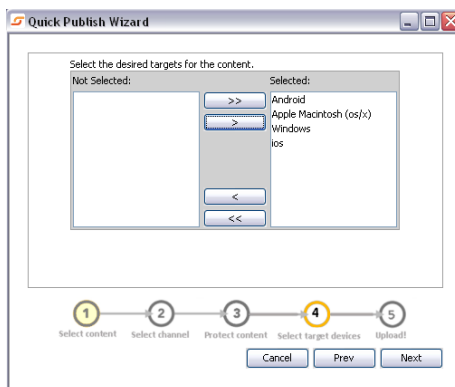 Quick Publish Wizard
Select the desired targets for the content.
Not Selected:
Selected:
>>
>
<
<<
Android
Apple Macintosh (os/x)
Windows
ios
1
2
3
4
5
Select content
Select channel
Protect content
Select target devices
Upload!
Cancel
Prev
Next